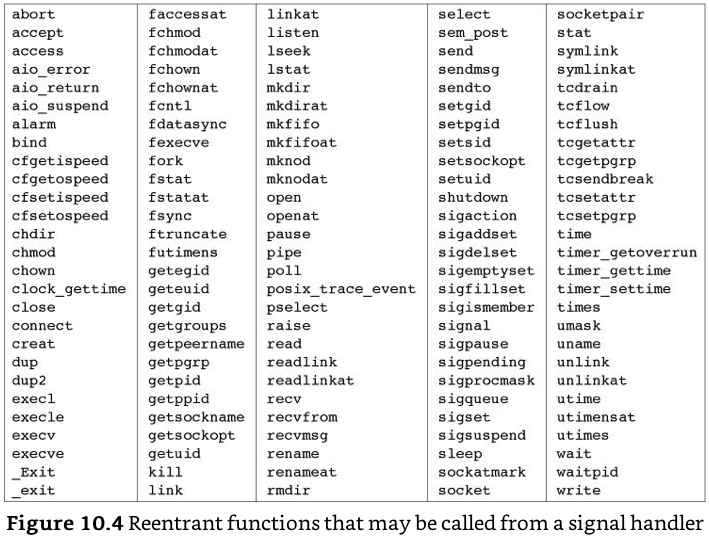 abort faccessat linkat select socketpair
accept fchmod listen sem_post stat
access fchmodat lseek send symlink
aio_error fchown lstat sendmsg symlinkat
aio_return fchownat mkdir sendto tcdrain
aio_suspend fcntl mkdirat setgid tcflow
alarm fdatasync mkfifo setpgid tcflush
bind fexecve mkfifoat setsid tcgetattr
cfgetispeed fork mknod setsockopt tcgetpgrp
cfgetospeed fstat mknodat setuid tcsendbreak
cfsetispeed fstatat open shutdown tcsetattr
cfsetospeed fsync openat sigaction tcsetpgrp
chdir ftruncate pause sigaddset time
chmod futimens pipe sigdelset timer_getoverrun
chown getegid poll sigemptyset timer_gettime
clock_gettime geteuid posix_trace_event sigfillset timer_settime
close getgid pselect sigismember times
connect getgroups raise signal umask
creat getpeername read sigpause uname
dup getpgrp readlink sigpending unlink
dup2 getpid readlinkat sigprocmask unlinkat
execl getppid recv sigqueue utime
execle getsockname recvfrom sigset utimensat
execv getsockopt recvmsg sigsuspend utimes
execve getuid rename sleep wait
_Exit kill renameat sockatmark waitpid
_exit link rmdir socket write
Figure 10.4 Reentrant functions that may be called from a signal handler